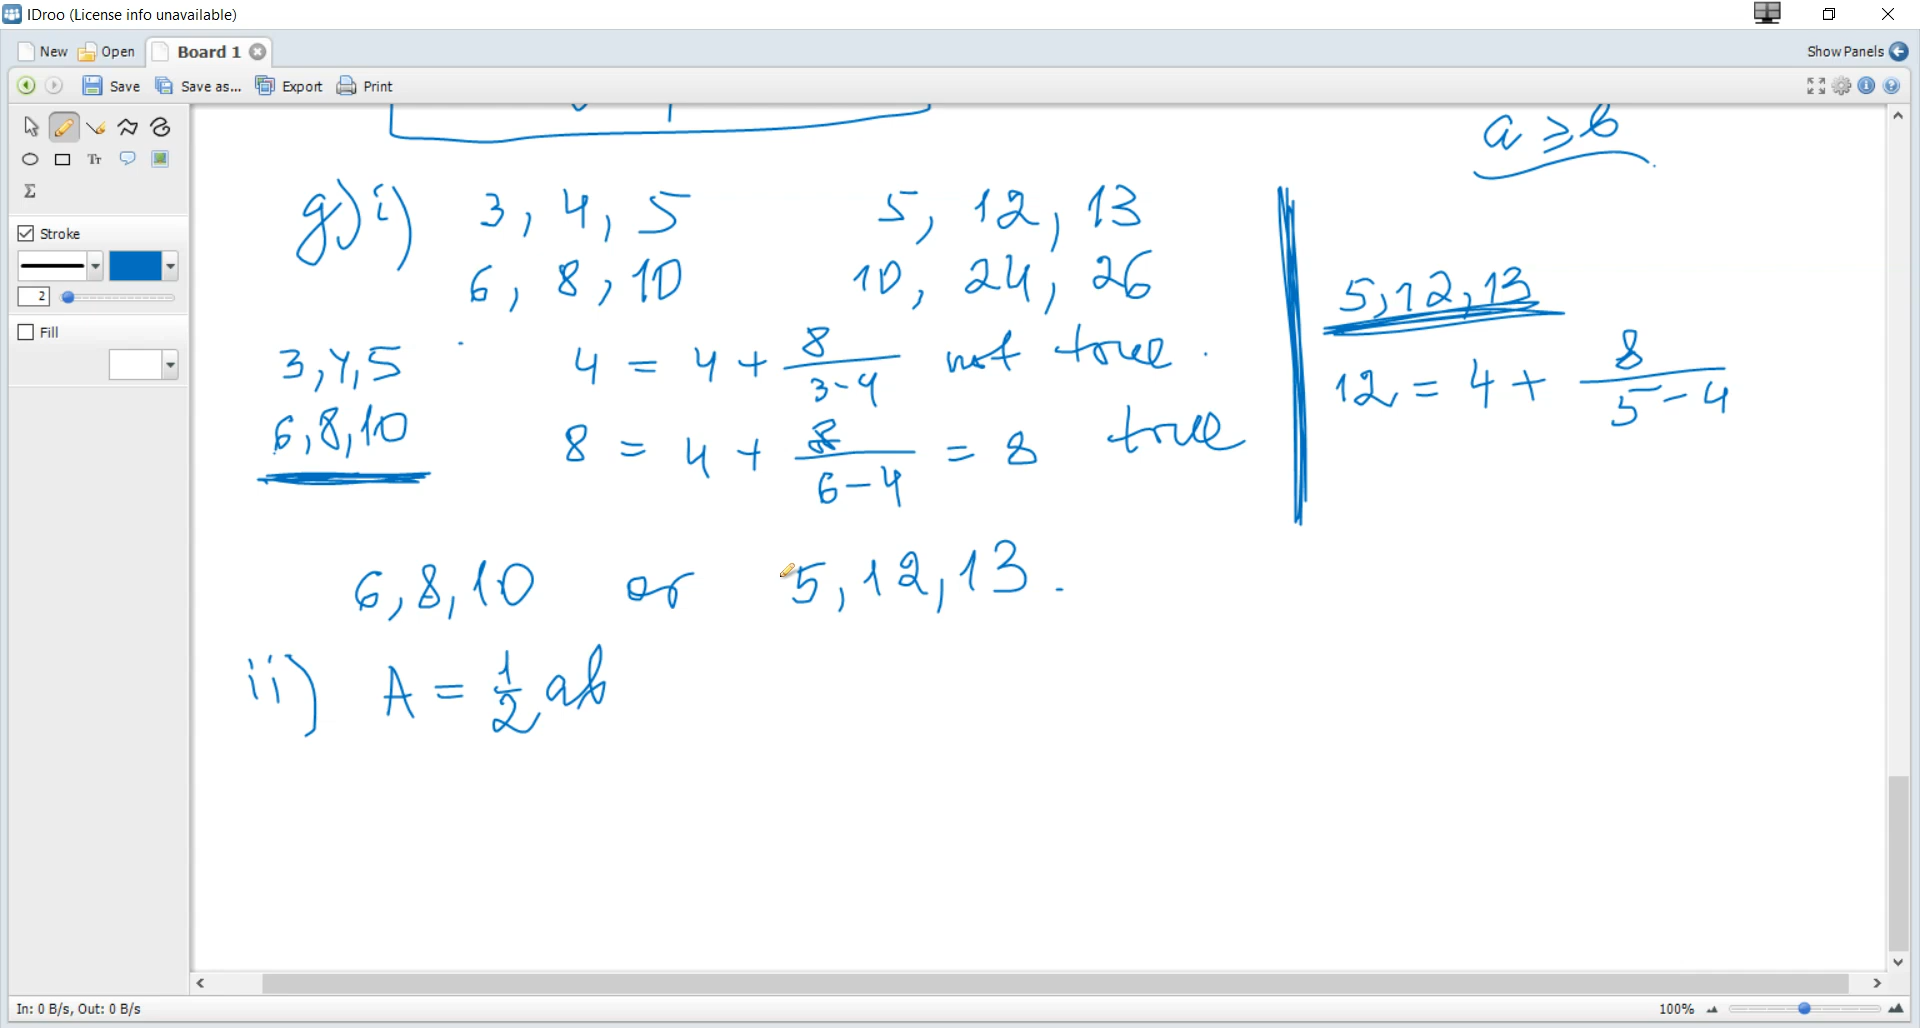 IDroo (License info unavailable)
New Open Board 1 Show Panels
Save Save as... Export Print
Tt
Σ
Stroke
2
Fill
a ≥ b
g) i) 3, 4, 5 5, 12, 13
6, 8, 10 10, 24, 26
5, 12, 13
3, 4, 5 4 = 4 + 8/(3-4) not true.
12 = 4 + 8/(5-4)
6, 8, 10 8 = 4 + 8/(6-4) = 8 true
6, 8, 10 or 5, 12, 13.
ii) A = 1/2 ab
In: 0 B/s, Out: 0 B/s 100%